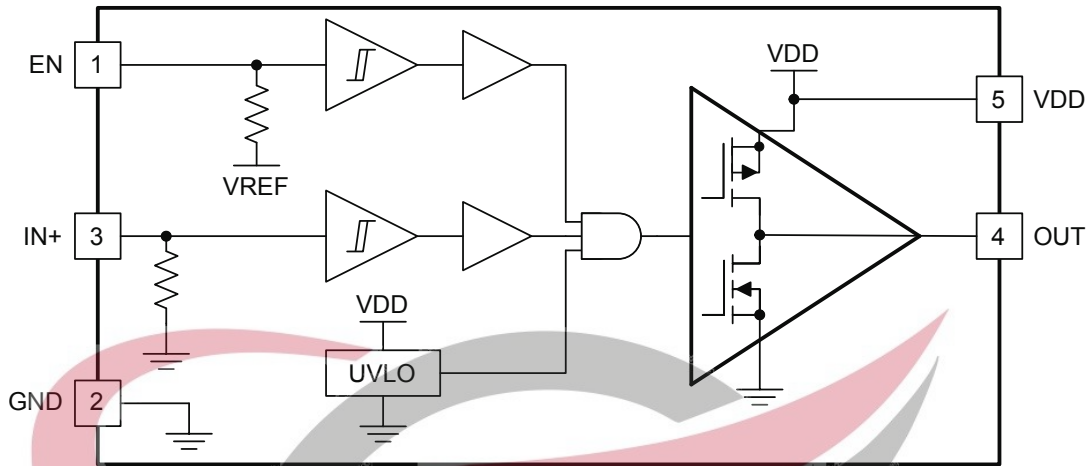 VDD
EN 1
5 VDD
VREF
IN+ 3
4 OUT
VDD
UVLO
GND 2